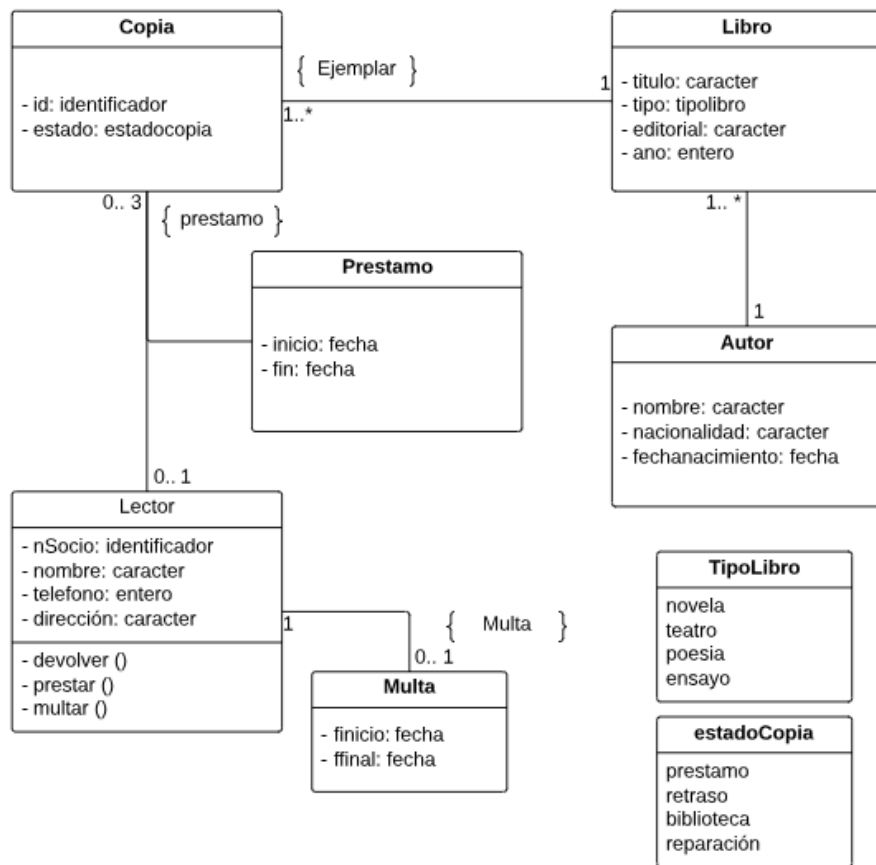 Copia
- id: identificador
- estado: estadocopia
{ Ejemplar }
1..*
1
Libro
- titulo: caracter
- tipo: tipolibro
- editorial: caracter
- ano: entero
0.. 3
{ prestamo }
1.. *
Prestamo
- inicio: fecha
- fin: fecha
1
Autor
- nombre: caracter
- nacionalidad: caracter
- fechanacimiento: fecha
0.. 1
Lector
- nSocio: identificador
- nombre: caracter
- telefono: entero
- dirección: caracter
- devolver ()
- prestar ()
- multar ()
1
{ Multa }
0.. 1
Multa
- finicio: fecha
- ffinal: fecha
TipoLibro
novela
teatro
poesia
ensayo
estadoCopia
prestamo
retraso
biblioteca
reparación